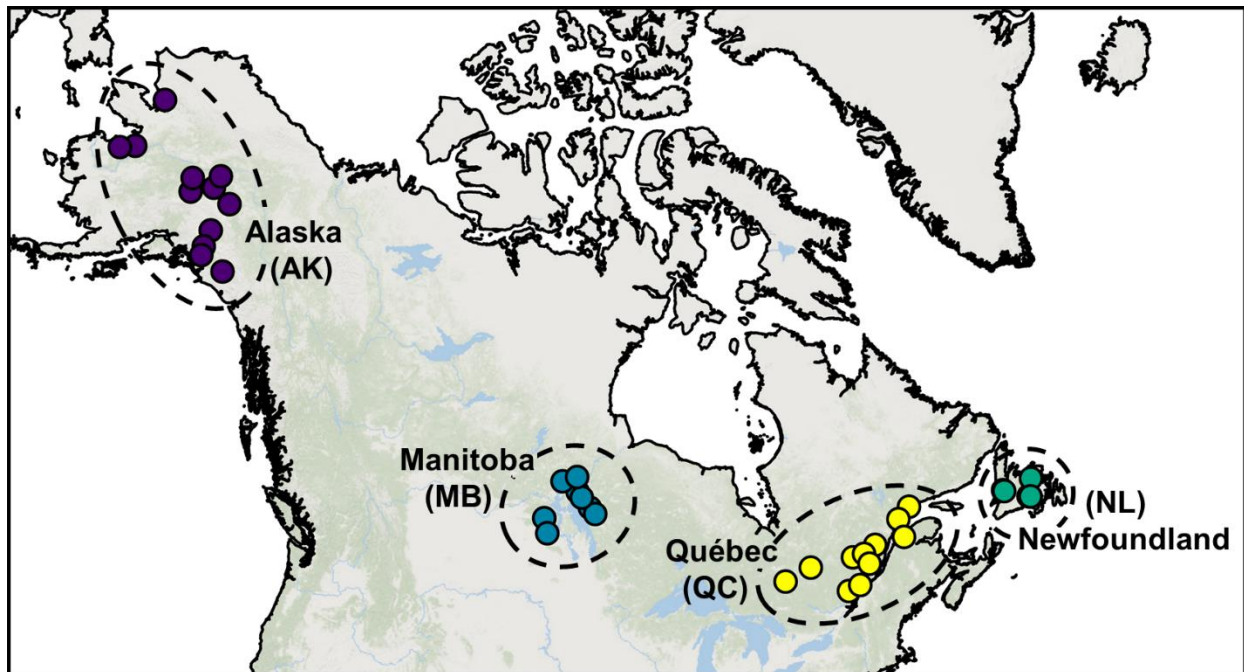 Alaska
(AK)
Manitoba
(MB)
Québec
(QC)
(NL)
Newfoundland